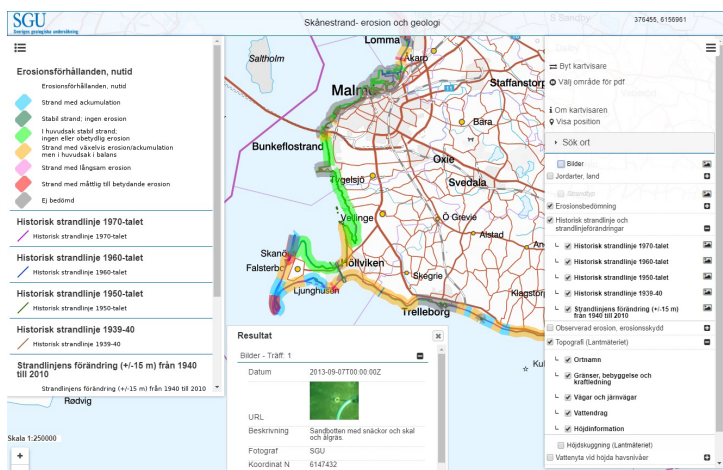 SGU
Sveriges geologiska undersökning
Skånestrand- erosion och geologi
376455, 6156961
Erosionsförhållanden, nutid
Erosionsförhållanden, nutid
Strand med ackumulation
Stabil strand; ingen erosion
I huvudsak stabil strand;
ingen eller obetydlig erosion
Strand med växelvis erosion/ackumulation
men i huvudsak i balans
Strand med långsam erosion
Strand med måttlig till betydande erosion
Ej bedömd
Historisk strandlinje 1970-talet
Historisk strandlinje 1970-talet
Historisk strandlinje 1960-talet
Historisk strandlinje 1960-talet
Historisk strandlinje 1950-talet
Historisk strandlinje 1950-talet
Historisk strandlinje 1939-40
Historisk strandlinje 1939-40
Strandlinjens förändring (+/-15 m) från 1940
till 2010
Strandlinjens förändring (+/-15 m) från 1940 till 2010
Rødvig
Skala 1:250000
+
Saltholm
Lomma
Åkarp
Malmö
Staffanstorp
Bara
Bunkeflostrand
Oxie
Tygelsjö
Svedala
Vellinge
Ö Grevie
Alstad
Skanör
Falsterbo
Höllviken
Ljunghusen
Skegrie
Klagstorp
Trelleborg
S Sandby
Resultat
Bilder - Träff: 1
Datum
2013-09-07T00:00:00Z
URL
Beskrivning
Sandbotten med snäckor och skal
och ålgräs.
Fotograf
SGU
Koordinat N
6147432
Byt kartvisare
Välj område för pdf
Om kartvisaren
Visa position
Sök ort
Bilder
Jordarter, land
Strandtyp
Erosionsbedömning
Historisk strandlinje och
strandlinjeförändringar
Historisk strandlinje 1970-talet
Historisk strandlinje 1960-talet
Historisk strandlinje 1950-talet
Historisk strandlinje 1939-40
Strandlinjens förändring (+/-15 m)
från 1940 till 2010
Observerad erosion, erosionsskydd
Topografi (Lantmäteriet)
Ortnamn
Gränser, bebyggelse och
kraftledning
Vägar och järnvägar
Vattendrag
Höjdinformation
Höjdskuggning (Lantmäteriet)
Vattenyta vid höjda havsnivåer